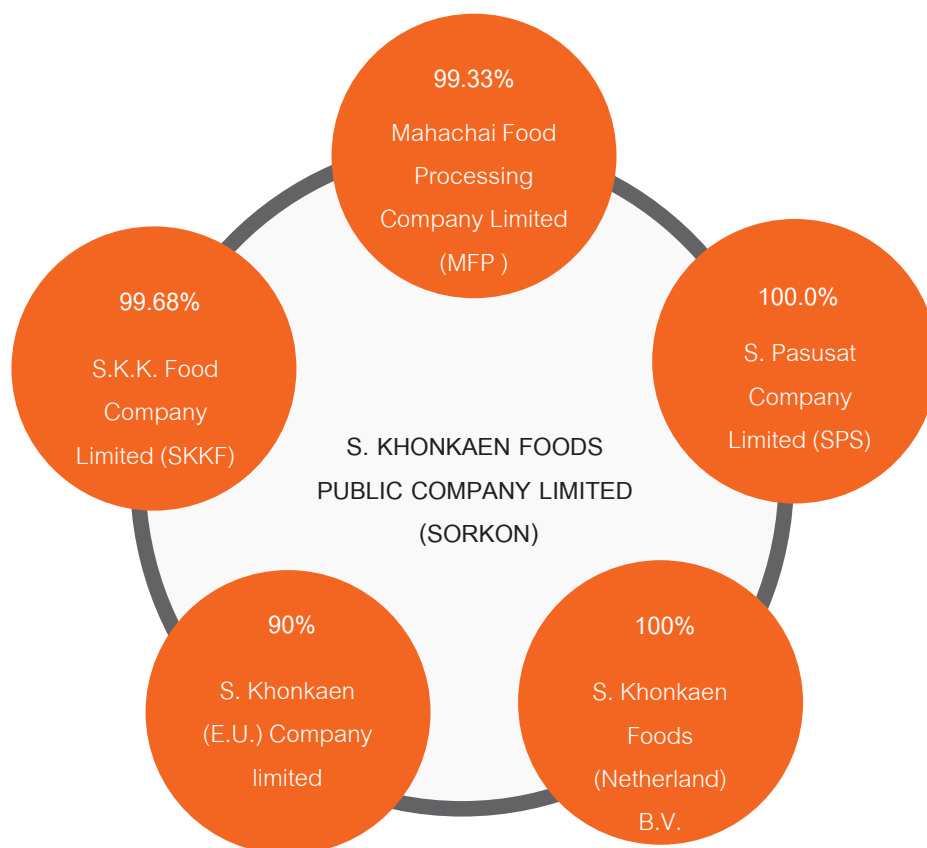 99.33%
Mahachai Food
Processing
Company Limited
(MFP )
100.0%
S. Pasusat
Company
Limited (SPS)
99.68%
S.K.K. Food
Company
Limited (SKKF)
S. KHONKAEN FOODS
PUBLIC COMPANY LIMITED
(SORKON)
90%
S. Khonkaen
(E.U.) Company
limited
100%
S. Khonkaen
Foods
(Netherland)
B.V.